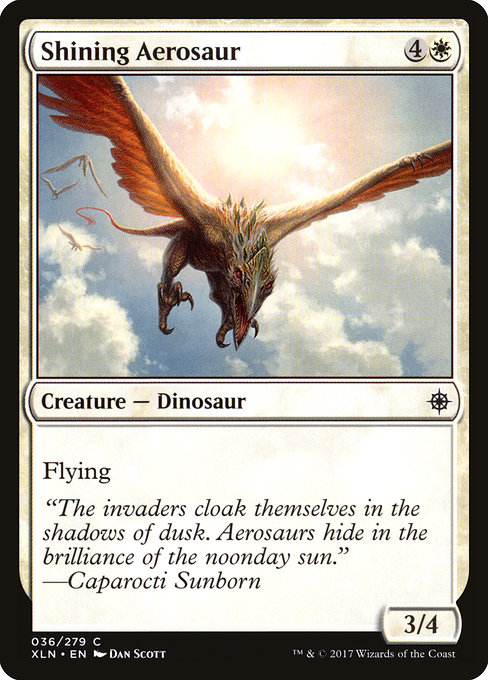 Shining Aerosaur 4
Creature — Dinosaur
Flying
“The invaders cloak themselves in the
shadows of dusk. Aerosaurs hide in the
brilliance of the noonday sun.”
—Caparocti Sunborn
3/4
036/279 C
XLN • EN Dan Scott
™ & © 2017 Wizards of the Coast